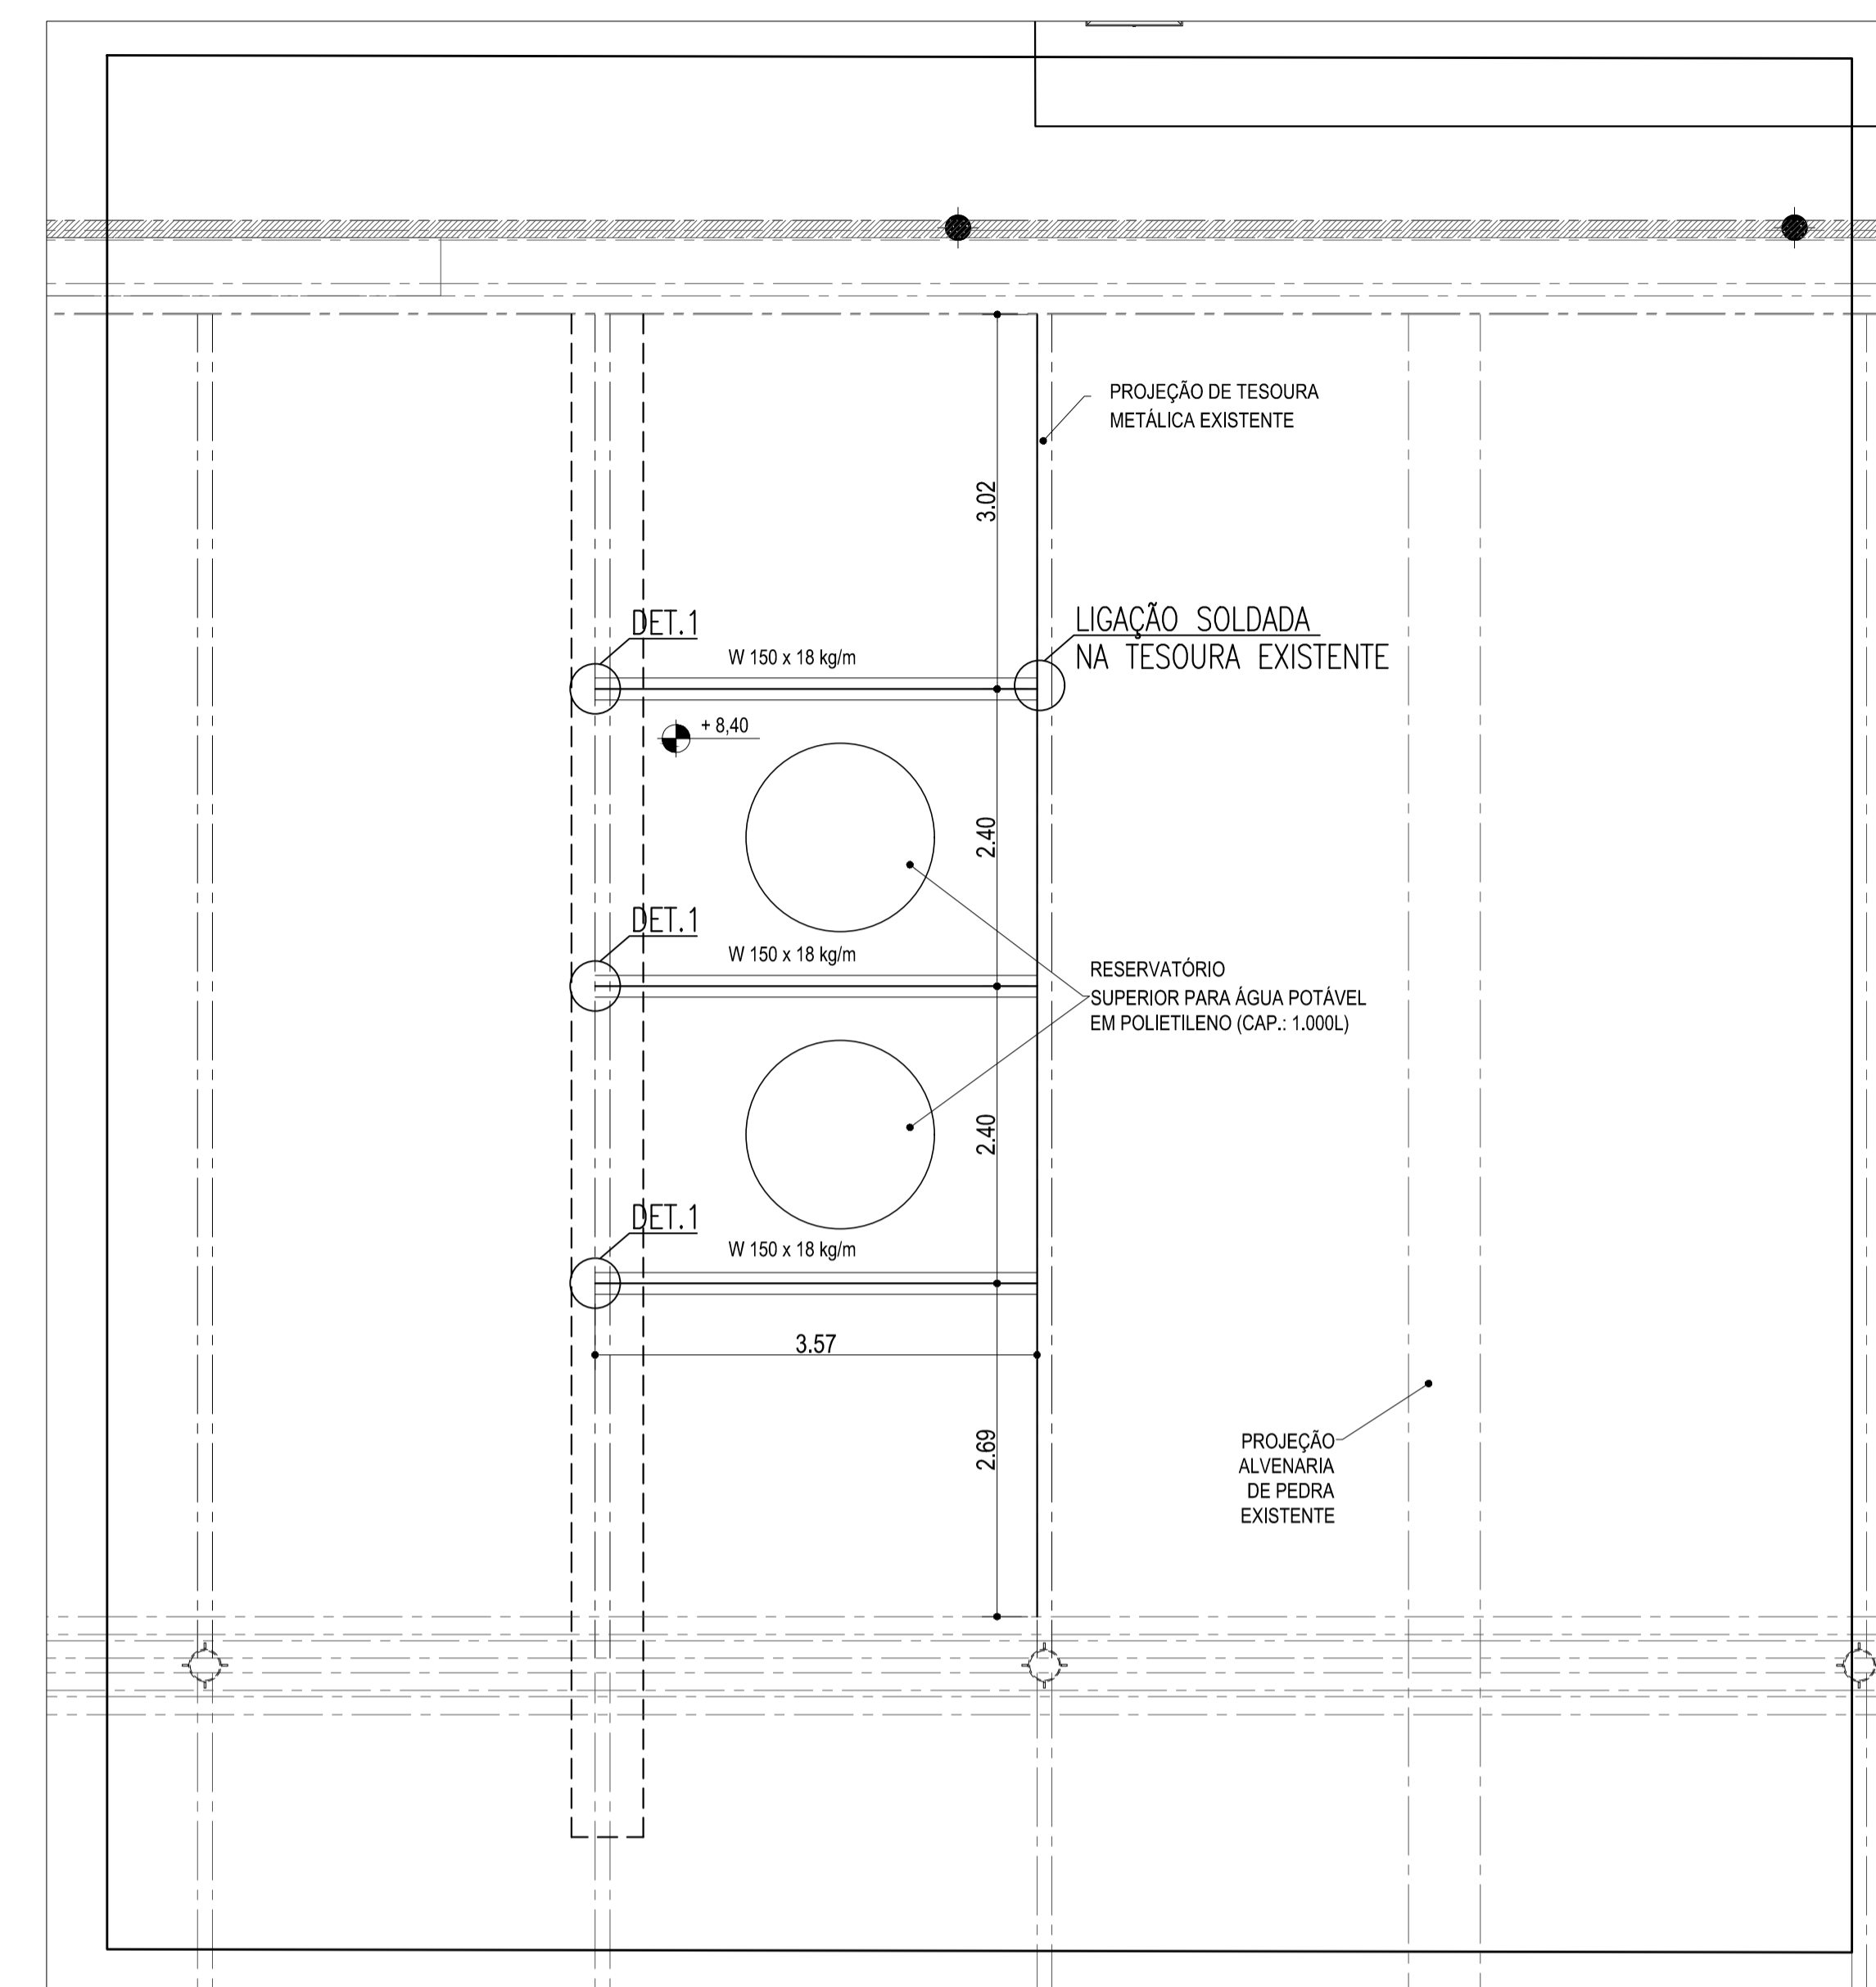 PROJEÇÃO DE TESOURA
METÁLICA EXISTENTE
3.02
DET.1
W 150 x 18 kg/m
LIGAÇÃO SOLDADA
NA TESOURA EXISTENTE
+ 8,40
2.40
DET.1
W 150 x 18 kg/m
RESERVATÓRIO
SUPERIOR PARA ÁGUA POTÁVEL
EM POLIETILENO (CAP.: 1.000L)
2.40
DET.1
W 150 x 18 kg/m
3.57
2.69
PROJEÇÃO
ALVENARIA
DE PEDRA
EXISTENTE